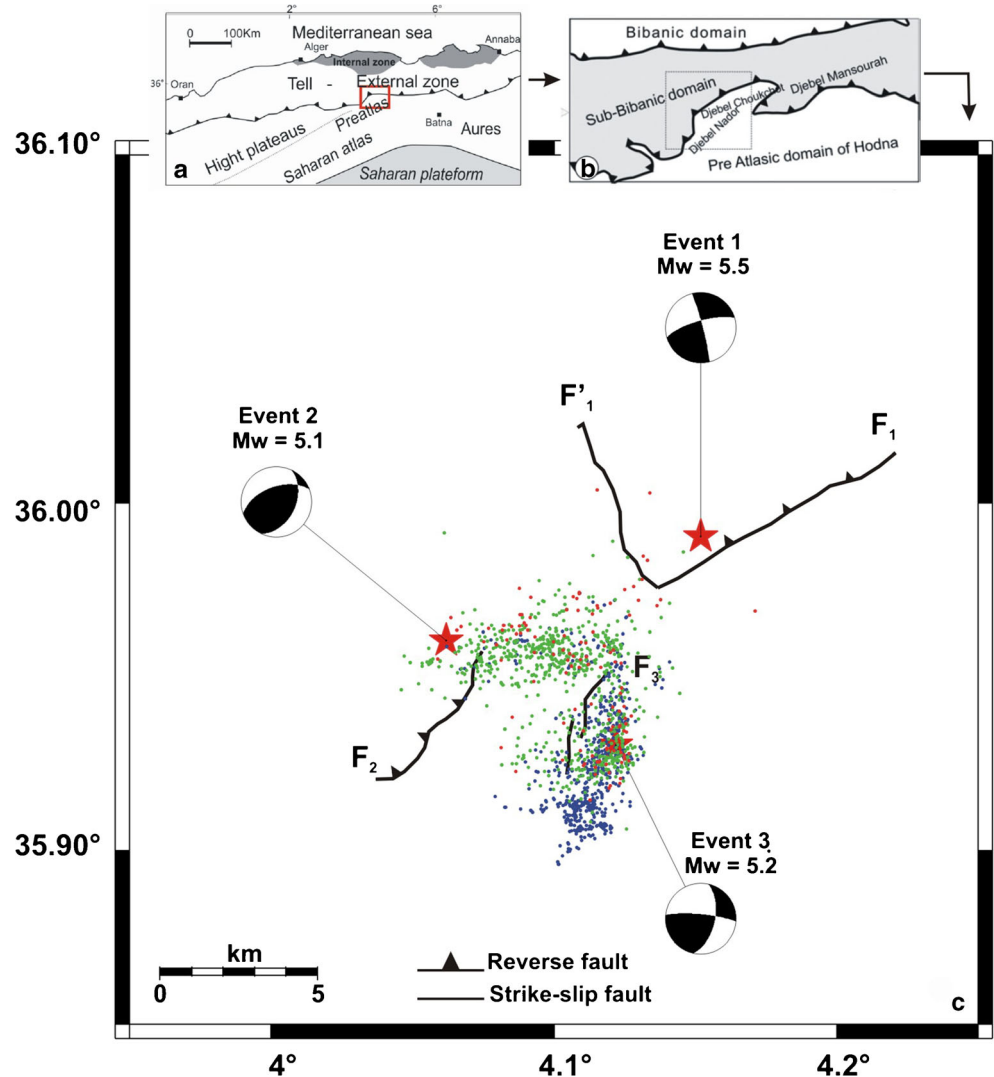 2°
6°
0 100Km
Mediterranean sea
Alger
Annaba
Internal zone
36°
Oran
Tell - External zone
Preatlas
Batna
Aures
Hight plateaus
Saharan atlas
Saharan plateform
a
Bibanic domain
Sub-Bibanic domain
Djebel Choukchot
Djebel Mansourah
Djebel Nador
Pre Atlasic domain of Hodna
b
36.10°
36.00°
35.90°
Event 1
Mw = 5.5
Event 2
Mw = 5.1
F'1
F1
F3
F2
Event 3
Mw = 5.2
km
0 5
Reverse fault
Strike-slip fault
c
4° 4.1° 4.2°